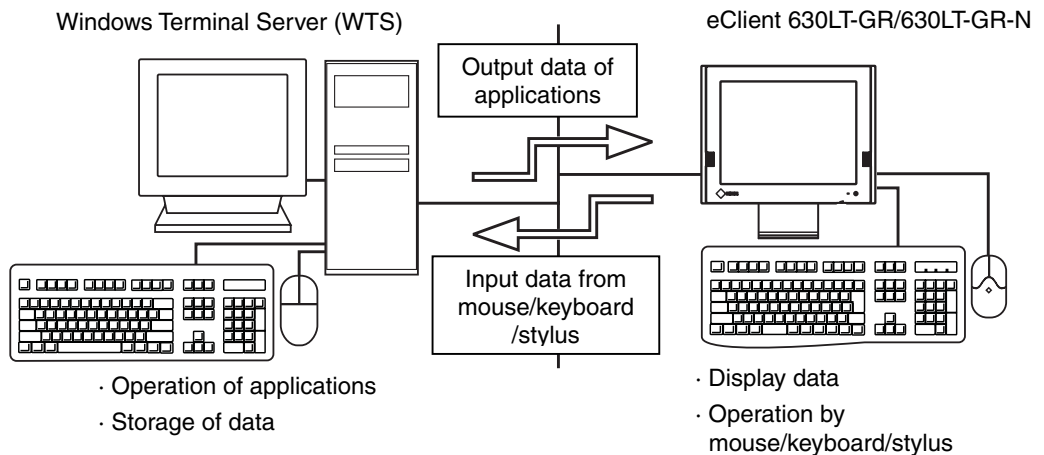 Windows Terminal Server (WTS)
eClient 630LT-GR/630LT-GR-N
Output data of
applications
Input data from
mouse/keyboard
/stylus
· Operation of applications
· Storage of data
· Display data
· Operation by
mouse/keyboard/stylus